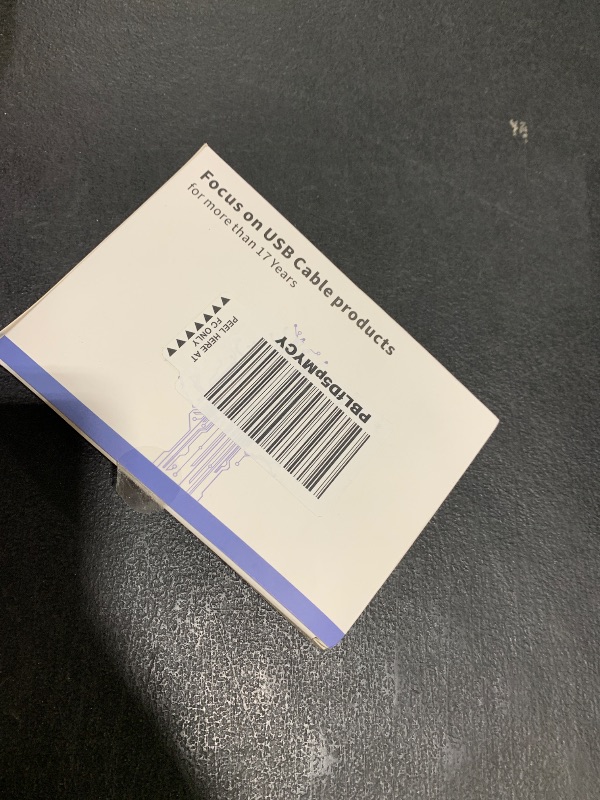 Focus on USB Cable products
for more than 17 Years
PEEL HERE AT
FC ONLY
PBLfDSpMYCY